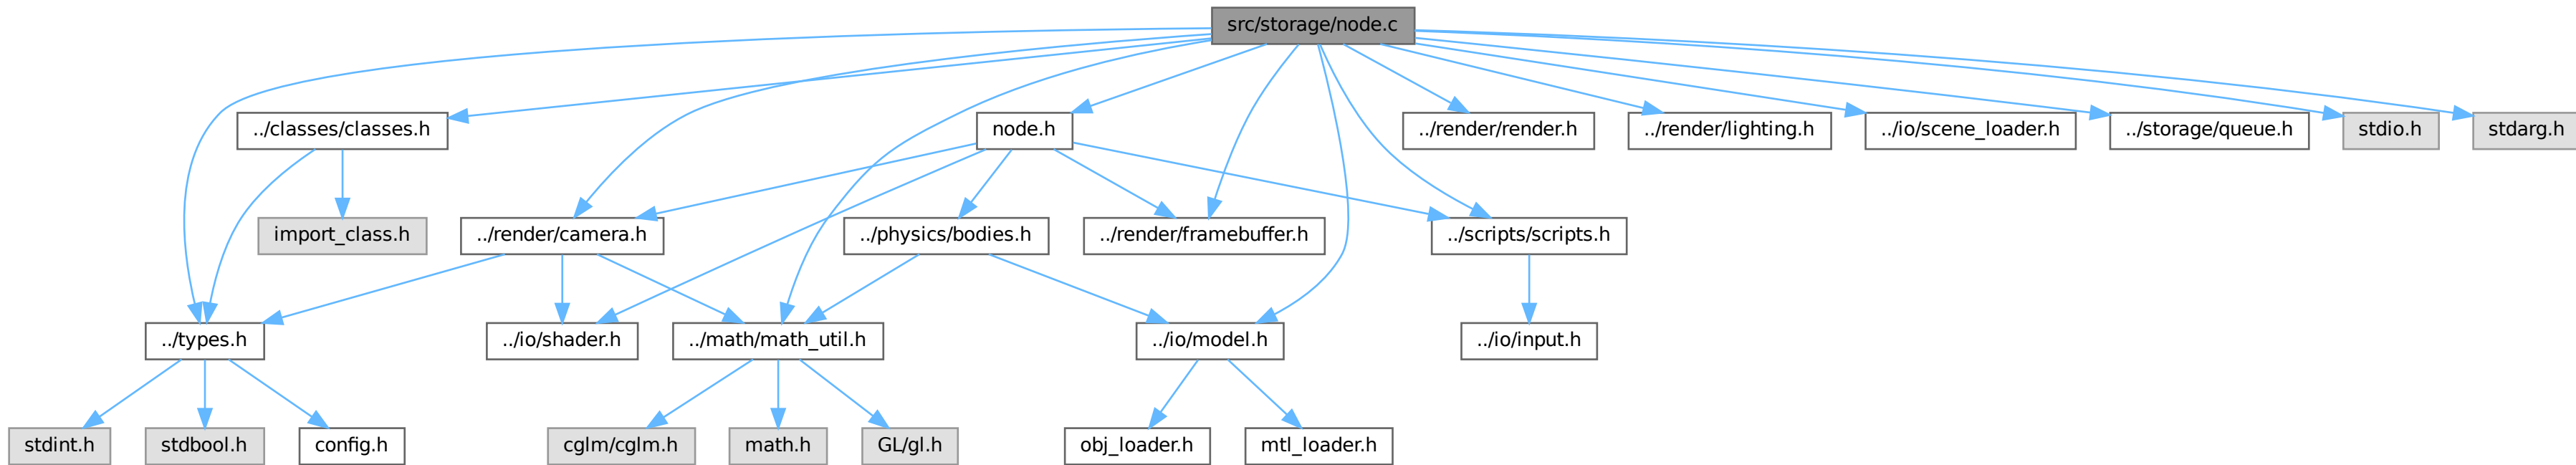 src/storage/node.c
../classes/classes.h
node.h
../render/render.h
../render/lighting.h
../io/scene_loader.h
../storage/queue.h
stdio.h
stdarg.h
import_class.h
../render/camera.h
../physics/bodies.h
../render/framebuffer.h
../scripts/scripts.h
../types.h
../io/shader.h
../math/math_util.h
../io/model.h
../io/input.h
stdint.h
stdbool.h
config.h
cglm/cglm.h
math.h
GL/gl.h
obj_loader.h
mtl_loader.h